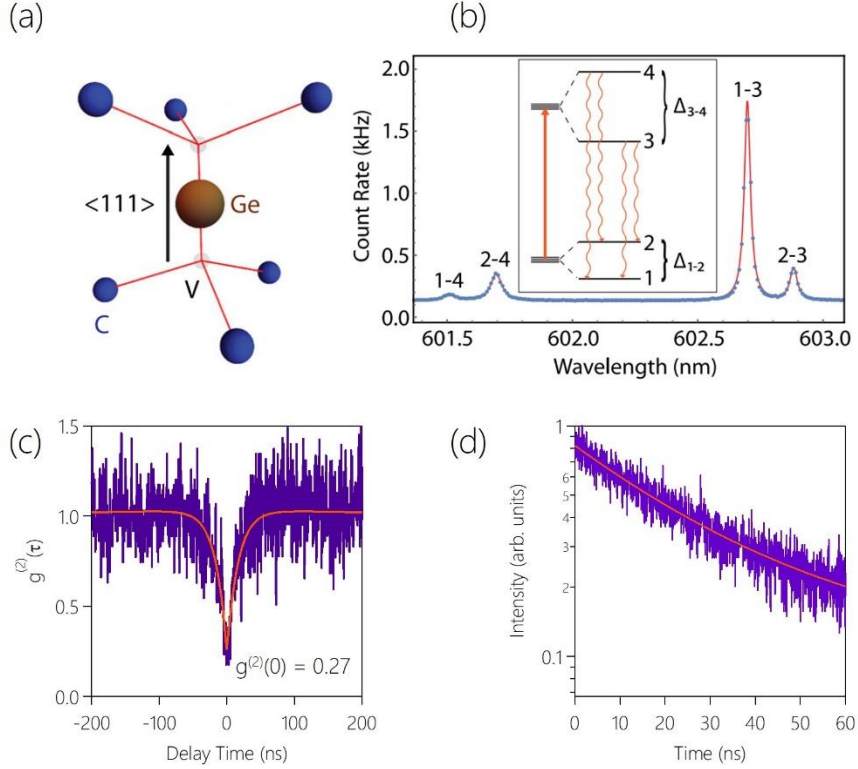 (a)
<111>
Ge
V
C
(b)
2.0
1.5
1.0
0.5
0.0
Count Rate (kHz)
1-4
2-4
1-3
2-3
4
3
2
1
Δ3-4
Δ1-2
601.5
602.0
602.5
603.0
Wavelength (nm)
(c)
1.5
1.0
0.5
0.0
g(2)(τ)
g(2)(0) = 0.27
-200
-100
0
100
200
Delay Time (ns)
(d)
1
6
5
4
3
2
0.1
Intensity (arb. units)
0
10
20
30
40
50
60
Time (ns)